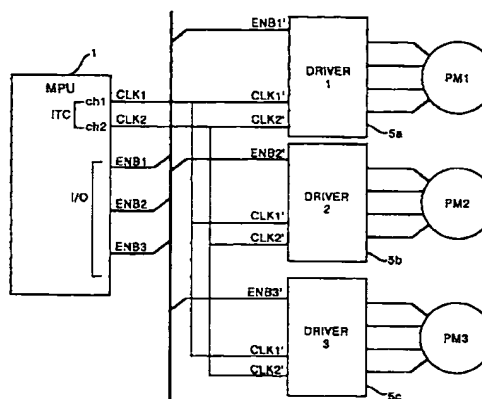 1
MPU
ITC
ch1
ch2
CLK1
CLK2
I/O
ENB1
ENB2
ENB3
ENB1'
CLK1'
CLK2'
DRIVER
1
5a
PM1
ENB2'
CLK1'
CLK2'
DRIVER
2
5b
PM2
ENB3'
CLK1'
CLK2'
DRIVER
3
5c
PM3